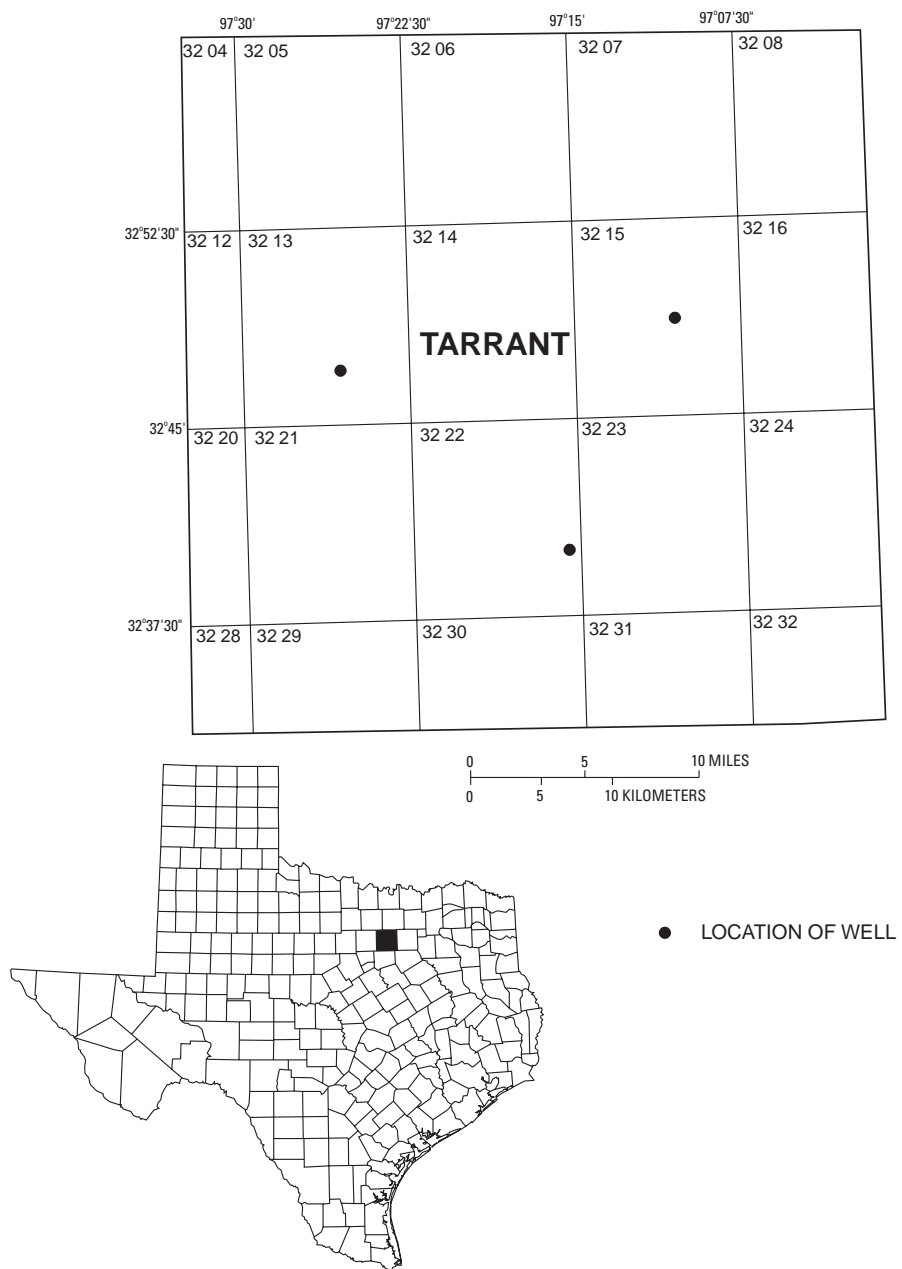 97°30' 97°22'30" 97°15' 97°07'30"
32 04 32 05 32 06 32 07 32 08
32°52'30"
32 12 32 13 32 14 32 15 32 16
TARRANT
32°45'
32 20 32 21 32 22 32 23 32 24
32°37'30"
32 28 32 29 32 30 32 31 32 32
0 5 10 MILES
0 5 10 KILOMETERS
LOCATION OF WELL